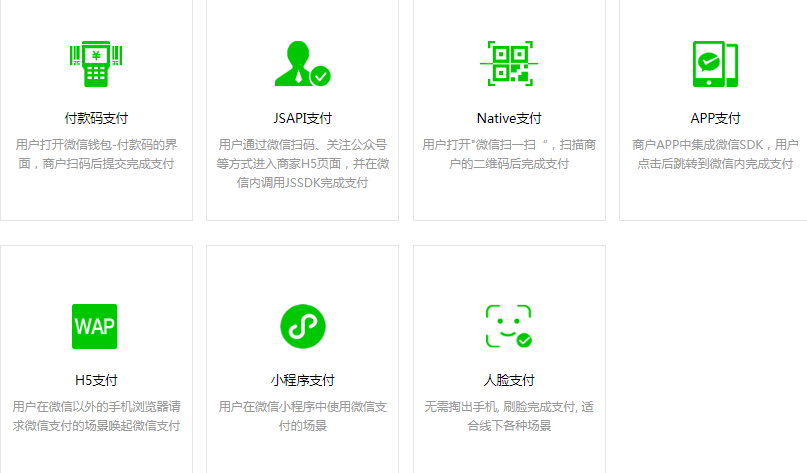 付款码支付
用户打开微信钱包-付款码的界
面，商户扫码后提交完成支付
JSAPI支付
用户通过微信扫码、关注公众号
等方式进入商家H5页面，并在微
信内调用JSSDK完成支付
Native支付
用户打开"微信扫一扫“，扫描商
户的二维码后完成支付
APP支付
商户APP中集成微信SDK，用户
点击后跳转到微信内完成支付
WAP
H5支付
用户在微信以外的手机浏览器请
求微信支付的场景唤起微信支付
小程序支付
用户在微信小程序中使用微信支
付的场景
人脸支付
无需掏出手机, 刷脸完成支付, 适
合线下各种场景